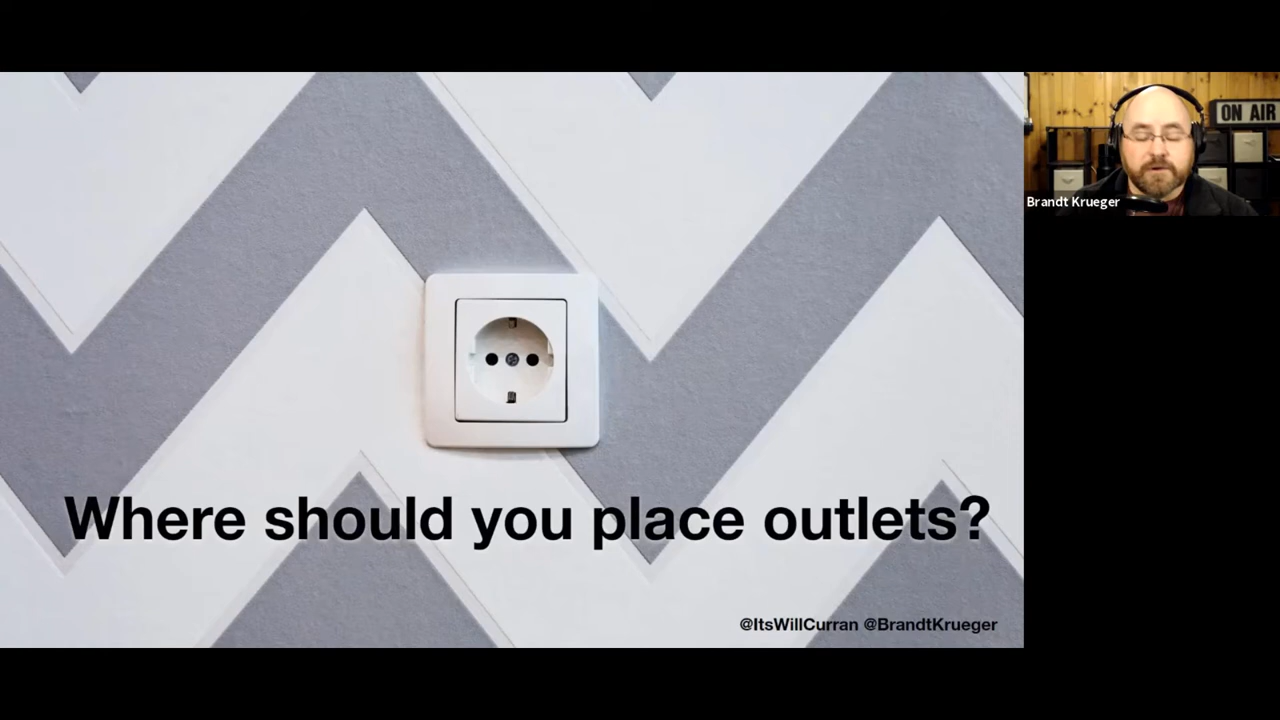 ON AIR
Brandt Krueger
Where should you place outlets?
@ItsWillCurran @BrandtKrueger